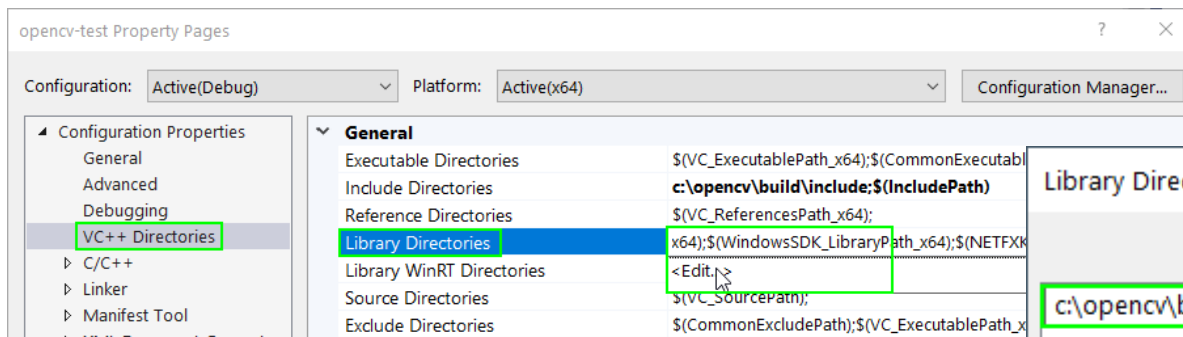 opencv-test Property Pages
Configuration: Active(Debug) Platform: Active(x64) Configuration Manager...
Configuration Properties
General
Advanced
Debugging
VC++ Directories
C/C++
Linker
Manifest Tool
General
Executable Directories $(VC_ExecutablePath_x64);$(CommonExecutabl
Include Directories c:\opencv\build\include;$(IncludePath)
Reference Directories $(VC_ReferencesPath_x64);
Library Directories x64);$(WindowsSDK_LibraryPath_x64);$(NETFXK
Library WinRT Directories <Edit...>
Source Directories $(VC_SourcePath);
Exclude Directories $(CommonExcludePath);$(VC_ExecutablePath_x
Library Dire
c:\opencv\b